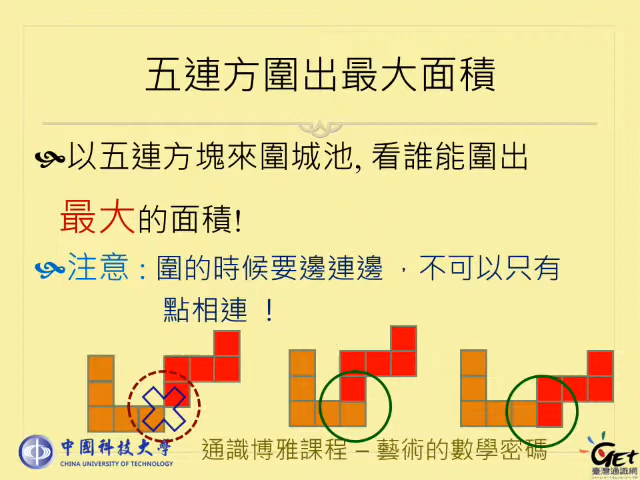 五連方圍出最大面積
以五連方塊來圍城池, 看誰能圍出
最大的面積!
注意：圍的時候要邊連邊 ，不可以只有
點相連 ！
中國科技大學
CHINA UNIVERSITY OF TECHNOLOGY
通識博雅課程 – 藝術的數學密碼
GET
臺灣通識網